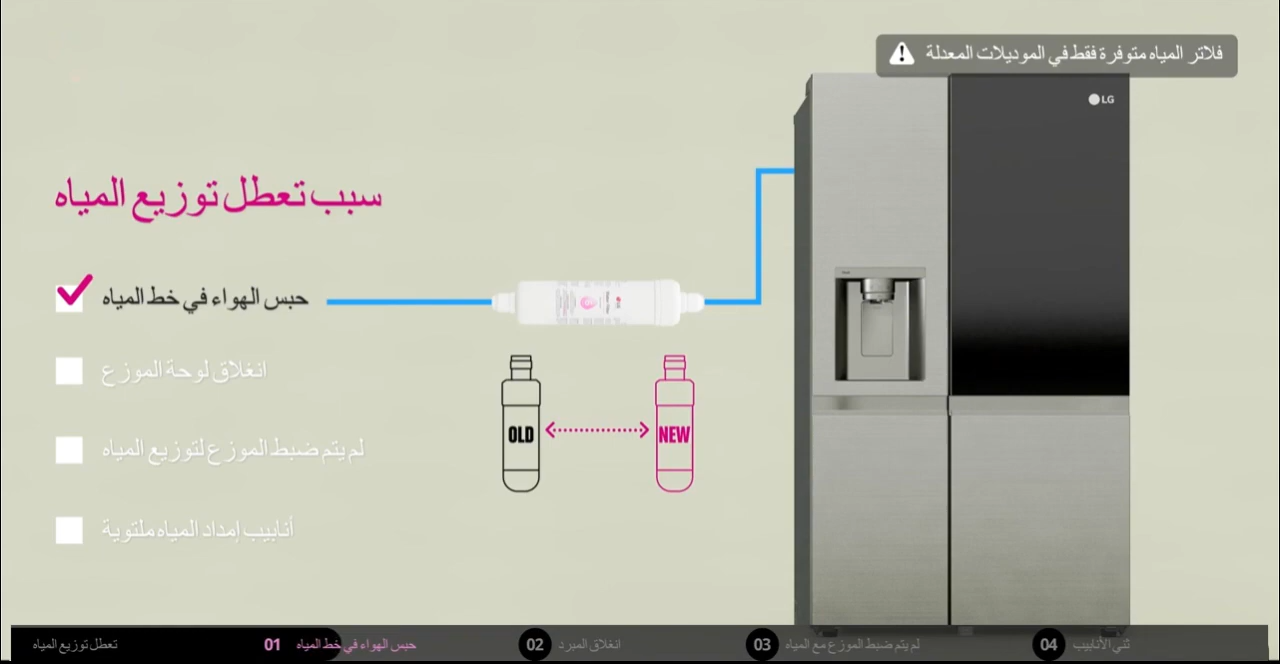 فلاتر المياه متوفرة فقط في الموديلات المعدلة
LG
سبب تعطل توزيع المياه
حبس الهواء في خط المياه
انغلاق لوحة الموزع
لم يتم ضبط الموزع لتوزيع المياه
أنابيب إمداد المياه ملتوية
OLD
NEW
تعطل توزيع المياه
01 حبس الهواء في خط المياه
02 انغلاق المبرد
03 لم يتم ضبط الموزع مع المياه
04 ثني الأنابيب